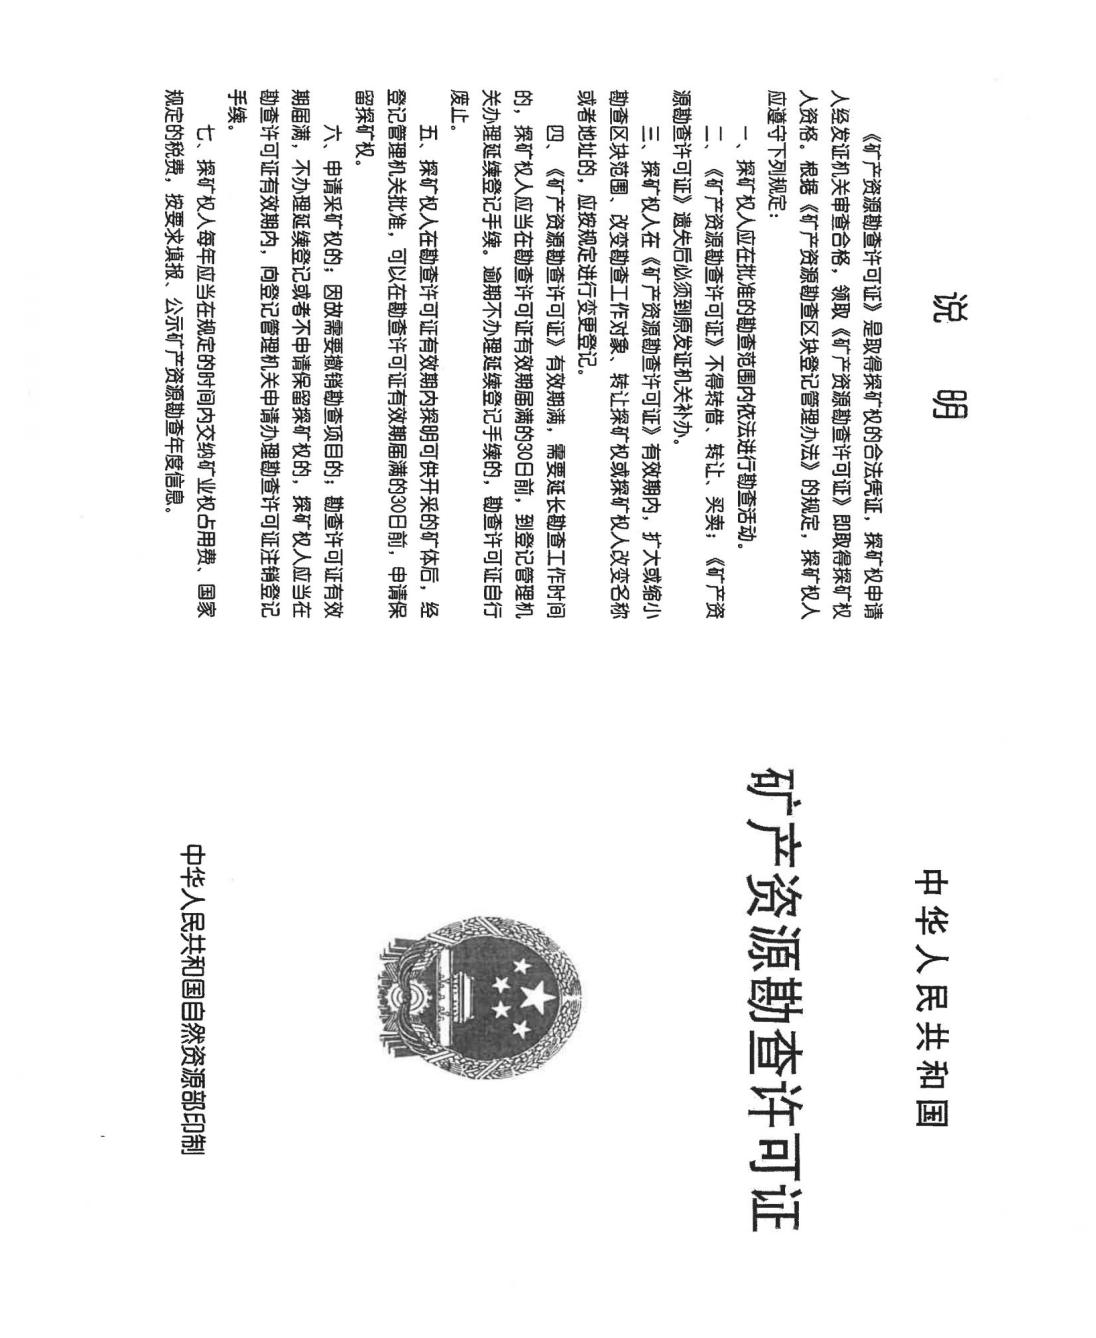 说 明
《矿产资源勘查许可证》是取得探矿权的合法凭证，探矿权申请
人经发证机关审查合格，领取《矿产资源勘查许可证》即取得探矿权
人资格。根据《矿产资源勘查区块登记管理办法》的规定，探矿权人
应遵守下列规定：
一、探矿权人应在批准的勘查范围内依法进行勘查活动。
二、《矿产资源勘查许可证》不得转借、转让、买卖；《矿产资
源勘查许可证》遗失后必须到原发证机关补办。
三、探矿权人在《矿产资源勘查许可证》有效期内，扩大或缩小
勘查区块范围、改变勘查工作对象、转让探矿权或探矿权人改变名称
或者地址的，应按规定进行变更登记。
四、《矿产资源勘查许可证》有效期满，需要延长勘查工作时间
的，探矿权人应当在勘查许可证有效期届满的30日前，到登记管理机
关办理延续登记手续。逾期不办理延续登记手续的，勘查许可证自行
废止。
五、探矿权人在勘查许可证有效期内探明可供开采的矿体后，经
登记管理机关批准，可以在勘查许可证有效期届满的30日前，申请保
留探矿权。
六、申请采矿权的；因故需要撤销勘查项目的；勘查许可证有效
期届满，不办理延续登记或者不申请保留探矿权的，探矿权人应当在
勘查许可证有效期内，向登记管理机关申请办理勘查许可证注销登记
手续。
七、探矿权人每年应当在规定的时间内交纳矿业权占用费、国家
规定的税费，按要求填报、公示矿产资源勘查年度信息。
中华人民共和国
矿产资源勘查许可证
中华人民共和国自然资源部印制